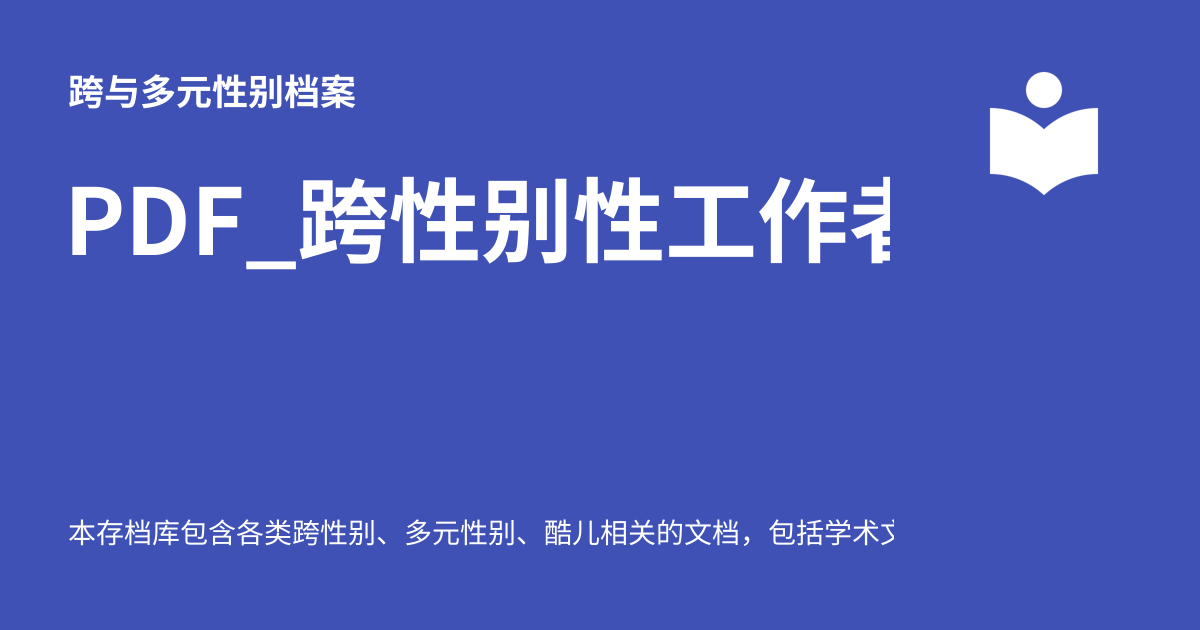 跨与多元性别档案
PDF_跨性别性工作者
本存档库包含各类跨性别、多元性别、酷儿相关的文档，包括学术文